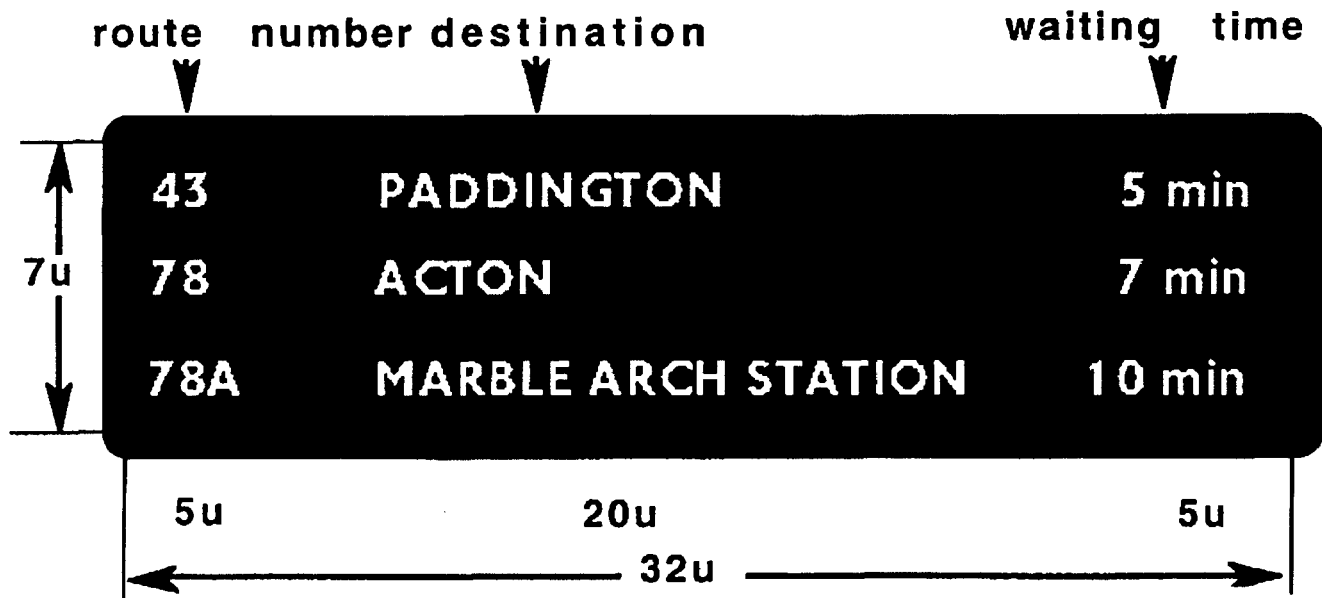 route number destination waiting time
43 PADDINGTON 5 min
7u
78 ACTON 7 min
78A MARBLE ARCH STATION 10 min
5u 20u 5u
32u